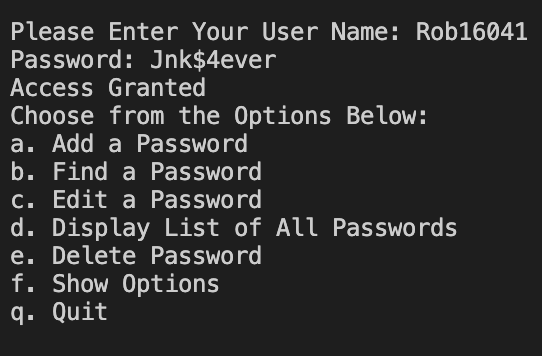 Please Enter Your User Name: Rob16041
Password: Jnk$4ever
Access Granted
Choose from the Options Below:
a. Add a Password
b. Find a Password
c. Edit a Password
d. Display List of All Passwords
e. Delete Password
f. Show Options
q. Quit